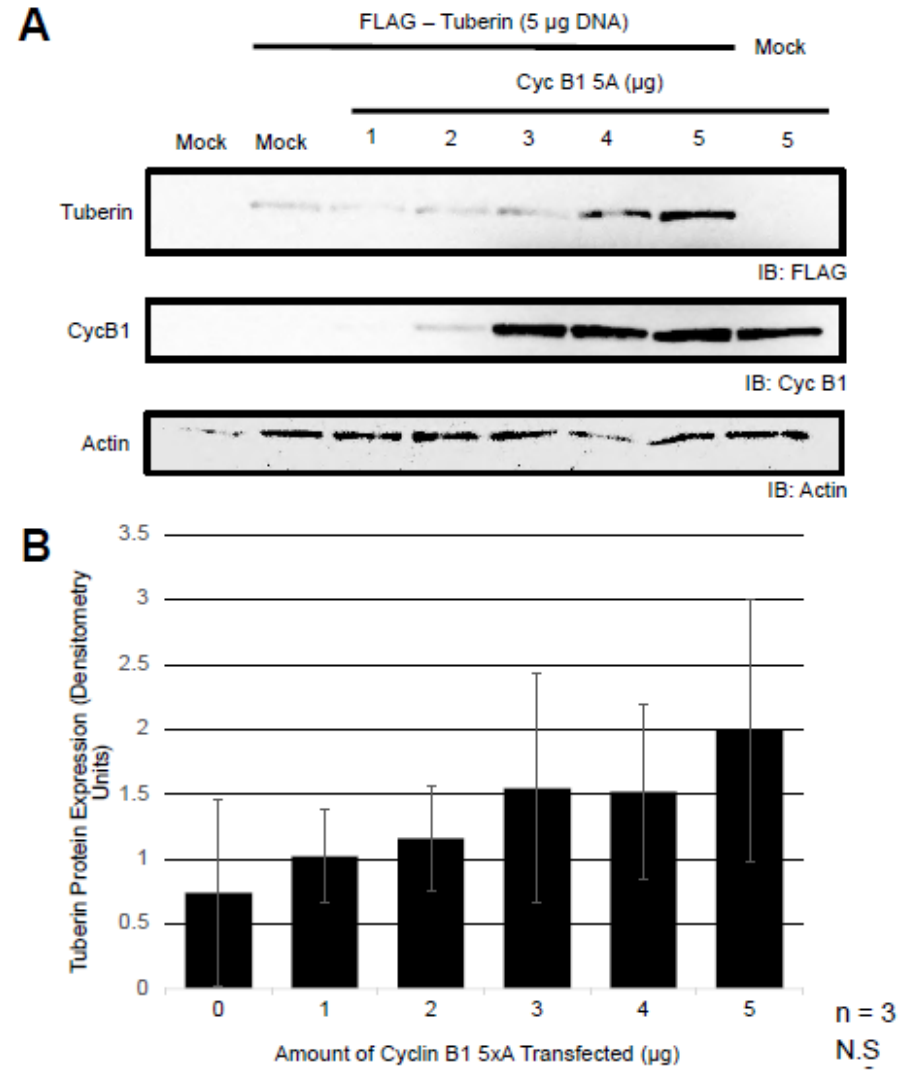 A
FLAG – Tuberin (5 µg DNA)
Mock
Cyc B1 5A (µg)
Mock Mock 1 2 3 4 5 5
Tuberin
IB: FLAG
CycB1
IB: Cyc B1
Actin
IB: Actin
B
Tuberin Protein Expression (Densitometry
Units)
3.5
3
2.5
2
1.5
1
0.5
0
0 1 2 3 4 5
Amount of Cyclin B1 5xA Transfected (µg)
n = 3
N.S